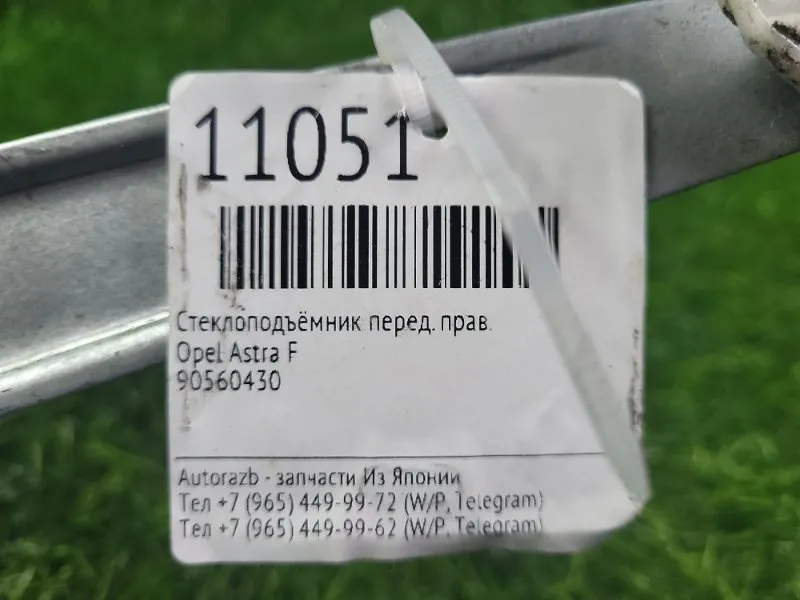 11051
Стеклоподъёмник перед. прав.
Opel Astra F
90560430
Autorazb - запчасти Из Японии
Тел +7 (965) 449-99-72 (W/P, Telegram)
Тел +7 (965) 449-99-62 (W/P, Telegram)